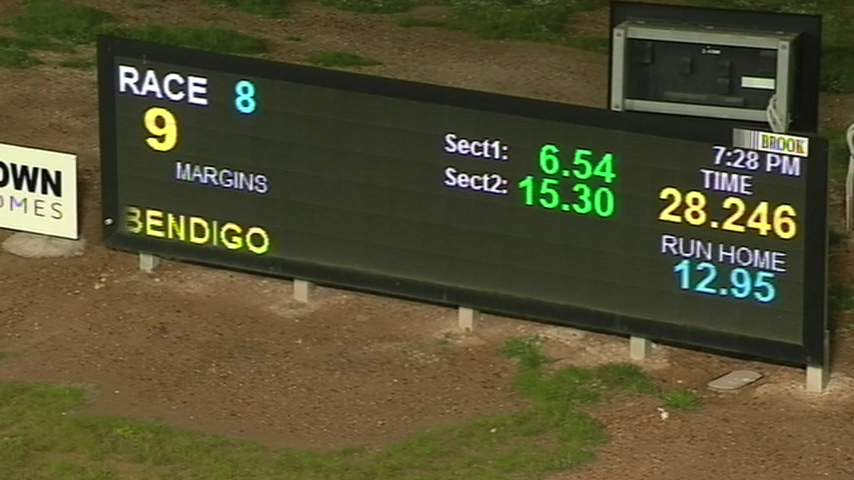 RACE 8
9
MARGINS
BENDIGO
Sect1: 6.54
Sect2: 15.30
BROOK
7:28 PM
TIME
28.246
RUN HOME
12.95
OWN
OMES